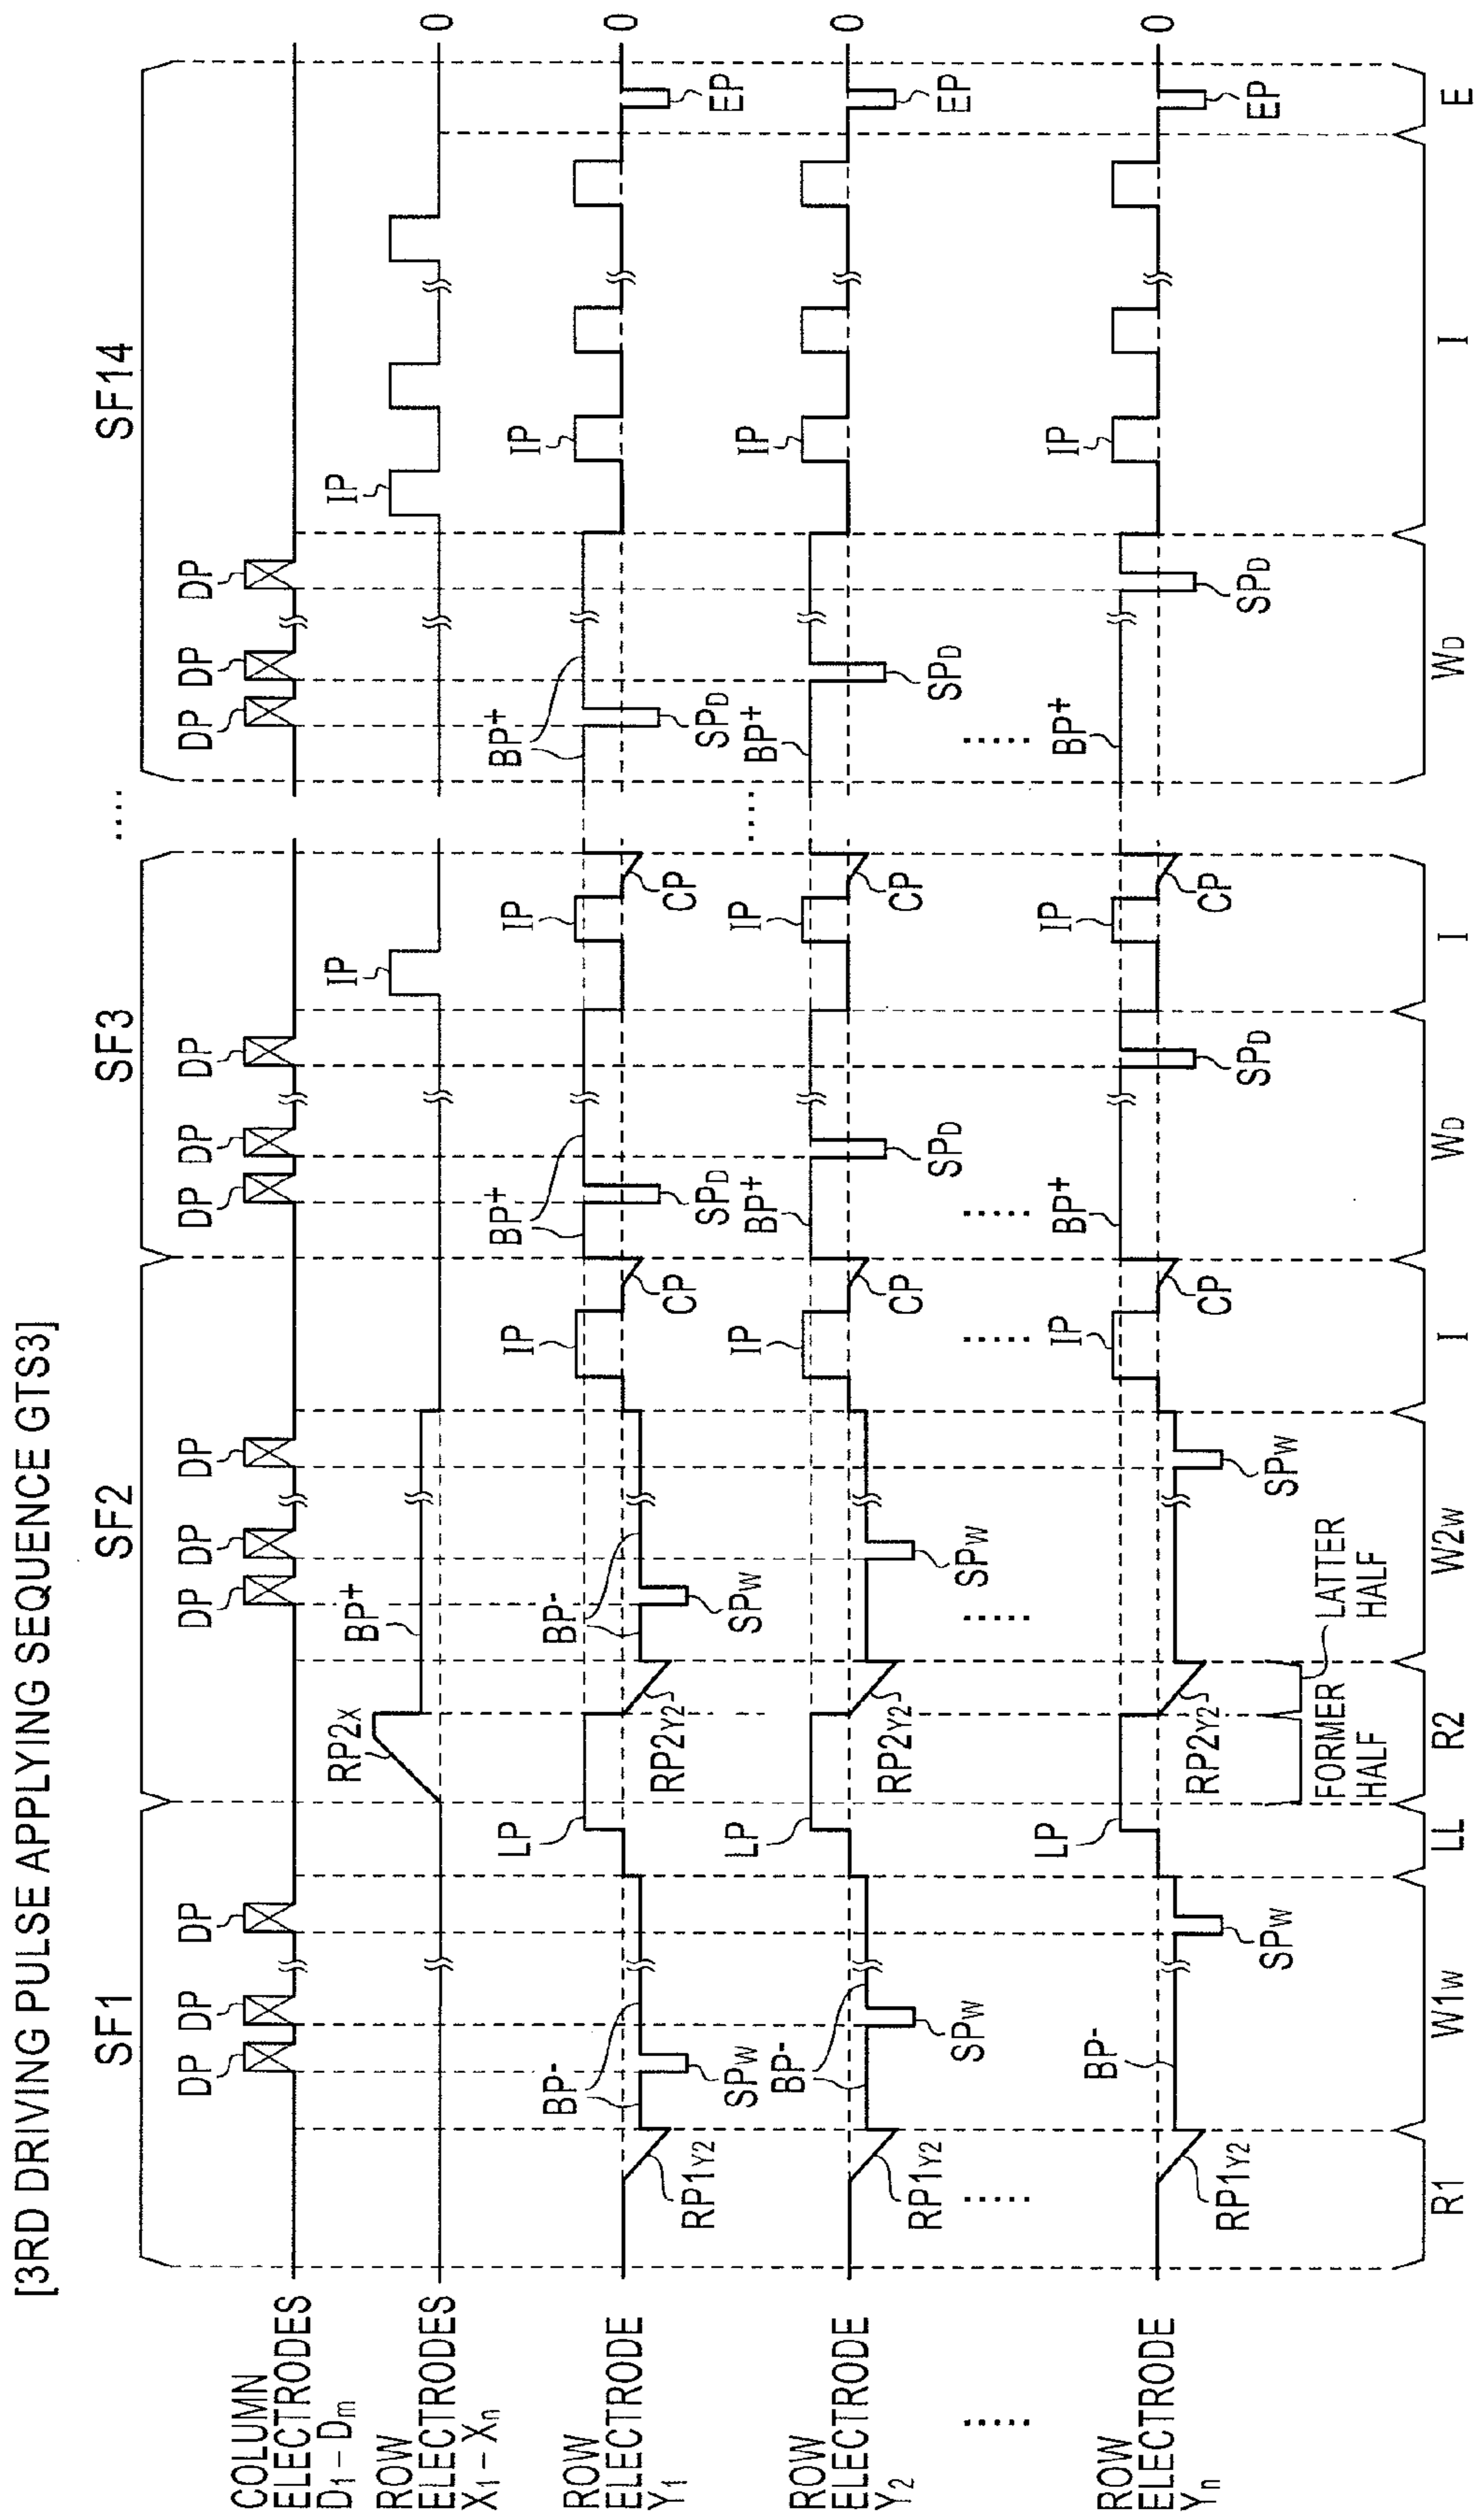 [3RD DRIVING PULSE APPLYING SEQUENCE GTS3]
SF1 SF2 SF3 ..... SF14
COLUMN
ELECTRODES
D1-Dm
DP DP DP DP DP DP DP DP DP DP DP DP
ROW
ELECTRODES
X1-Xn
RP2X BP+ IP IP 0
ROW
ELECTRODE
Y1
RP1Y2 BP- SPW LP RP2Y2 BP- SPW IP CP BP+ SPD IP CP BP+ SPD IP EP 0
.....
ROW
ELECTRODE
Y2
RP1Y2 BP- SPW LP RP2Y2 SPW IP CP BP+ SPD IP CP BP+ SPD IP EP 0
..... ..... ..... ..... ..... .....
ROW
ELECTRODE
Yn
RP1Y2 BP- SPW LP RP2Y2 SPW IP CP BP+ SPD IP CP BP+ SPD IP EP 0
FORMER
HALF
LATTER
HALF
R1 W1W LL R2 W2W I WD I WD I E